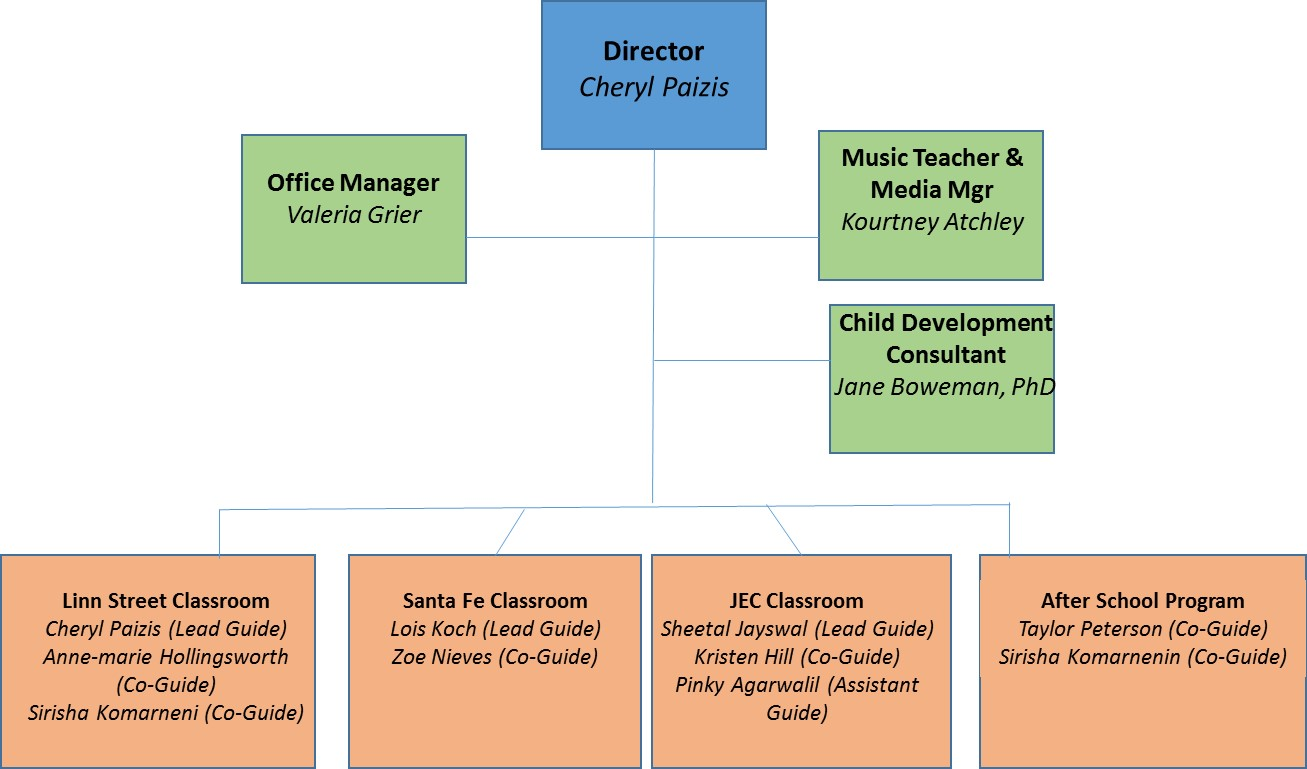 Director
Cheryl Paizis
Office Manager
Valeria Grier
Music Teacher &
Media Mgr
Kourtney Atchley
Child Development
Consultant
Jane Boweman, PhD
Linn Street Classroom
Cheryl Paizis (Lead Guide)
Anne-marie Hollingsworth
(Co-Guide)
Sirisha Komarneni (Co-Guide)
Santa Fe Classroom
Lois Koch (Lead Guide)
Zoe Nieves (Co-Guide)
JEC Classroom
Sheetal Jayswal (Lead Guide)
Kristen Hill (Co-Guide)
Pinky Agarwalil (Assistant
Guide)
After School Program
Taylor Peterson (Co-Guide)
Sirisha Komarnenin (Co-Guide)